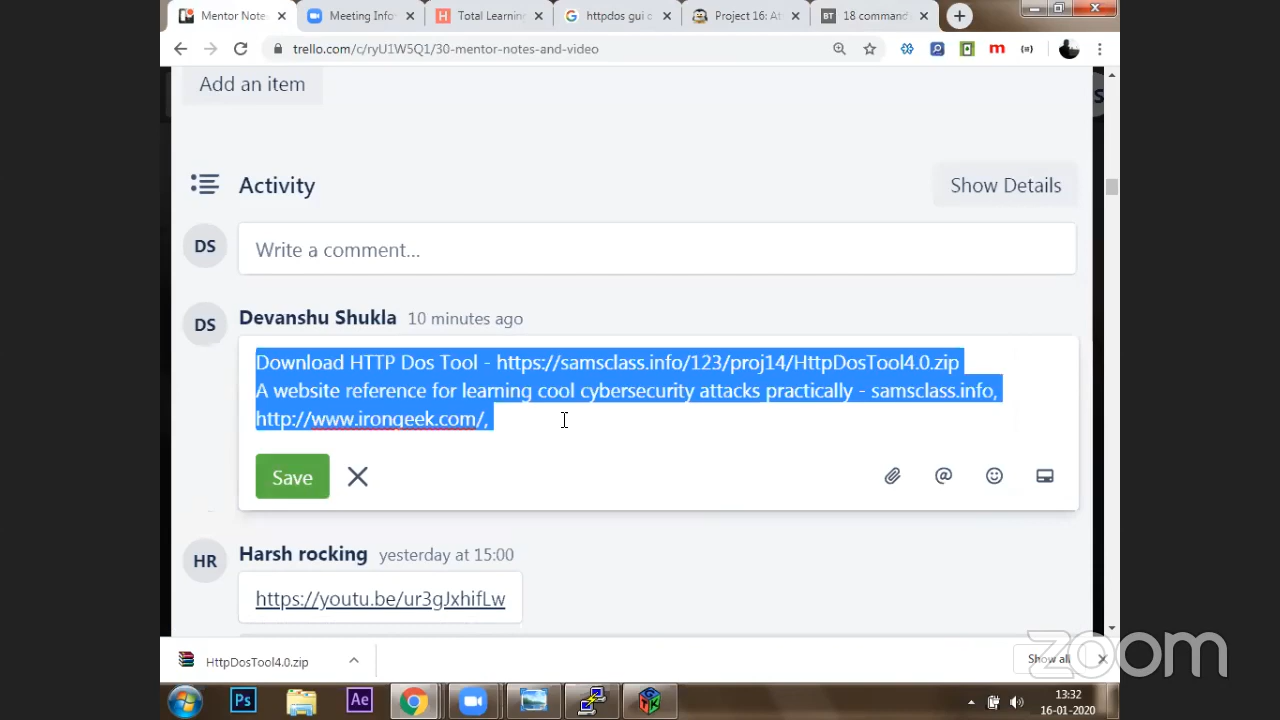 Mentor Note
Meeting Info
Total Learnin
httpdos gui
Project 16: At
18 command
trello.com/c/ryU1W5Q1/30-mentor-notes-and-video
Add an item
Activity
Show Details
DS
Write a comment...
DS
Devanshu Shukla 10 minutes ago
Download HTTP Dos Tool - https://samsclass.info/123/proj14/HttpDosTool4.0.zip
A website reference for learning cool cybersecurity attacks practically - samsclass.info,
http://www.irongeek.com/,
Save
HR
Harsh rocking yesterday at 15:00
https://youtu.be/ur3gJxhifLw
HttpDosTool4.0.zip
Show all
zoom
Ps
Ae
13:32
16-01-2020